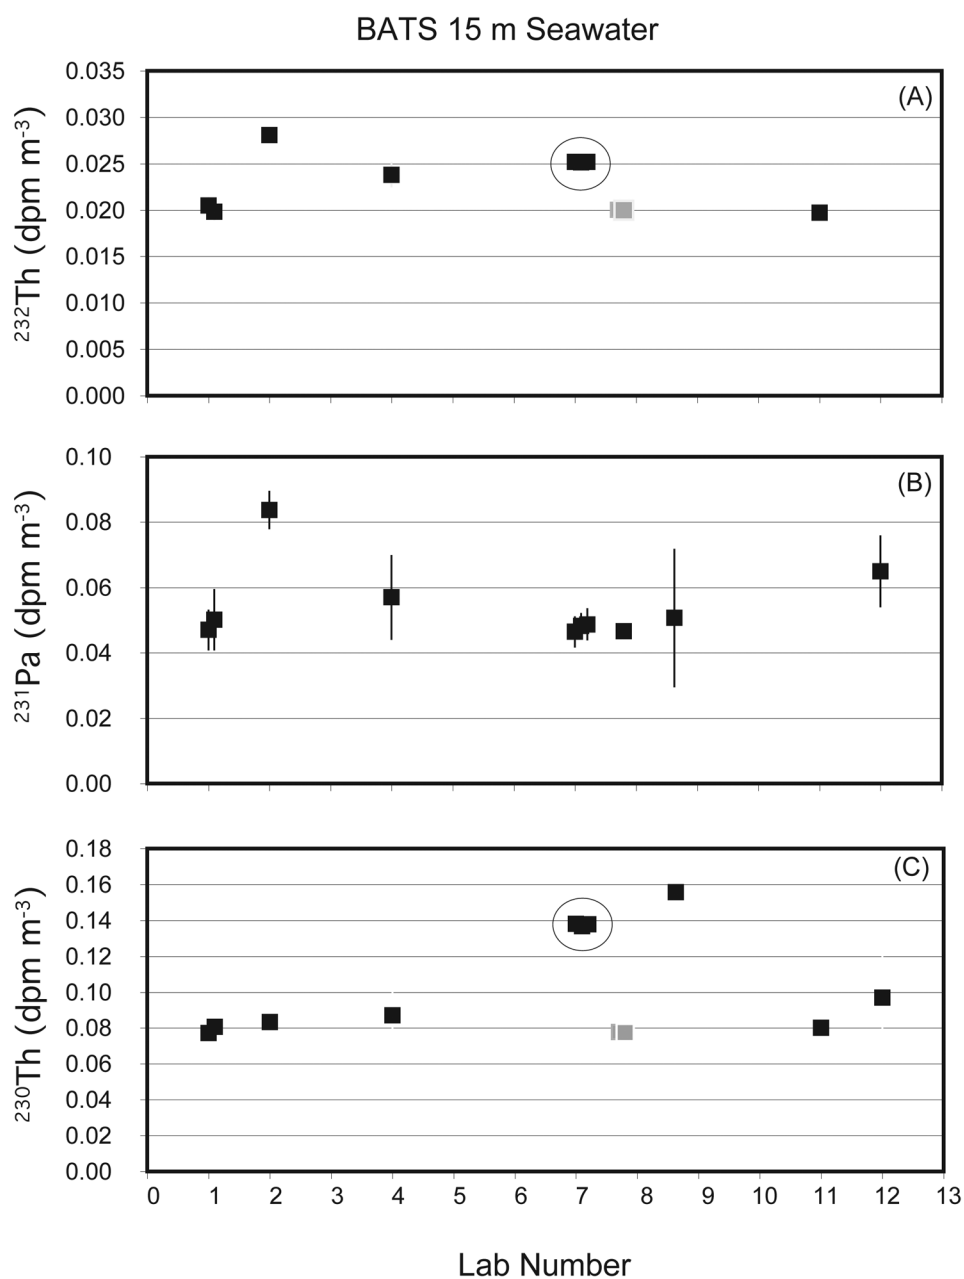 BATS 15 m Seawater
(A)
²³²Th (dpm m⁻³)
0.035
0.030
0.025
0.020
0.015
0.010
0.005
0.000
(B)
²³¹Pa (dpm m⁻³)
0.10
0.08
0.06
0.04
0.02
0.00
(C)
²³⁰Th (dpm m⁻³)
0.18
0.16
0.14
0.12
0.10
0.08
0.06
0.04
0.02
0.00
0 1 2 3 4 5 6 7 8 9 10 11 12 13
Lab Number